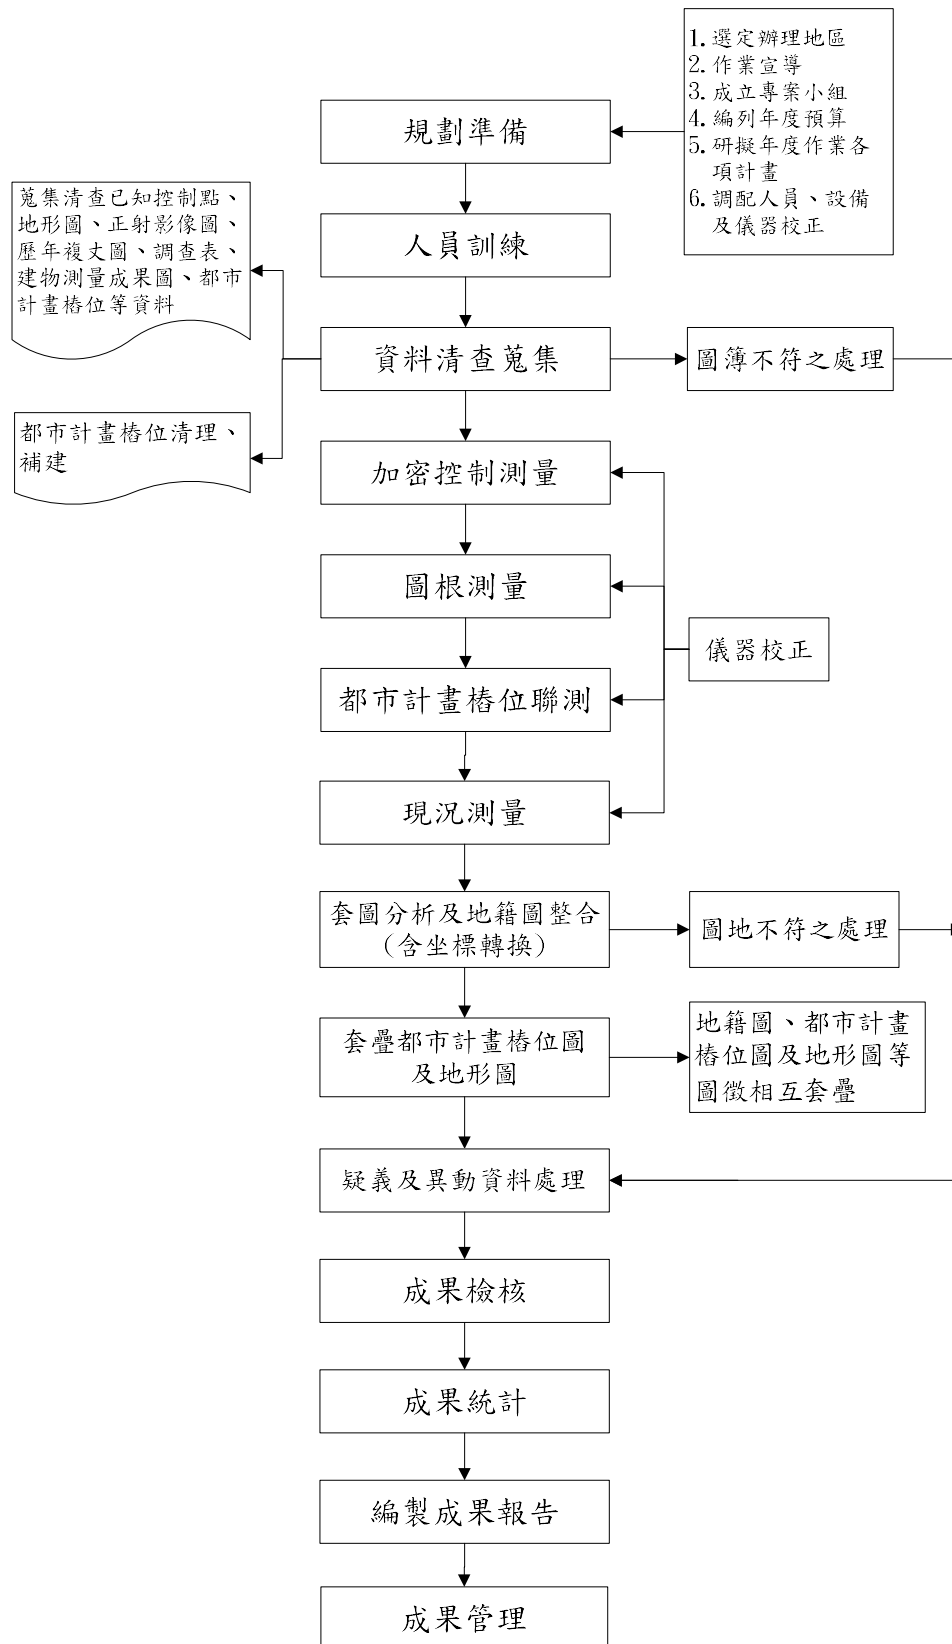 1. 選定辦理地區
2. 作業宣導
3. 成立專案小組
4. 編列年度預算
5. 研擬年度作業各
項計畫
6. 調配人員、設備
及儀器校正
規劃準備
人員訓練
蒐集清查已知控制點、
地形圖、正射影像圖、
歷年複丈圖、調查表、
建物測量成果圖、都市
計畫樁位等資料
資料清查蒐集
圖簿不符之處理
都市計畫樁位清理、
補建
加密控制測量
圖根測量
儀器校正
都市計畫樁位聯測
現況測量
套圖分析及地籍圖整合
(含坐標轉換)
圖地不符之處理
套疊都市計畫樁位圖
及地形圖
地籍圖、都市計畫
樁位圖及地形圖等
圖徵相互套疊
疑義及異動資料處理
成果檢核
成果統計
編製成果報告
成果管理